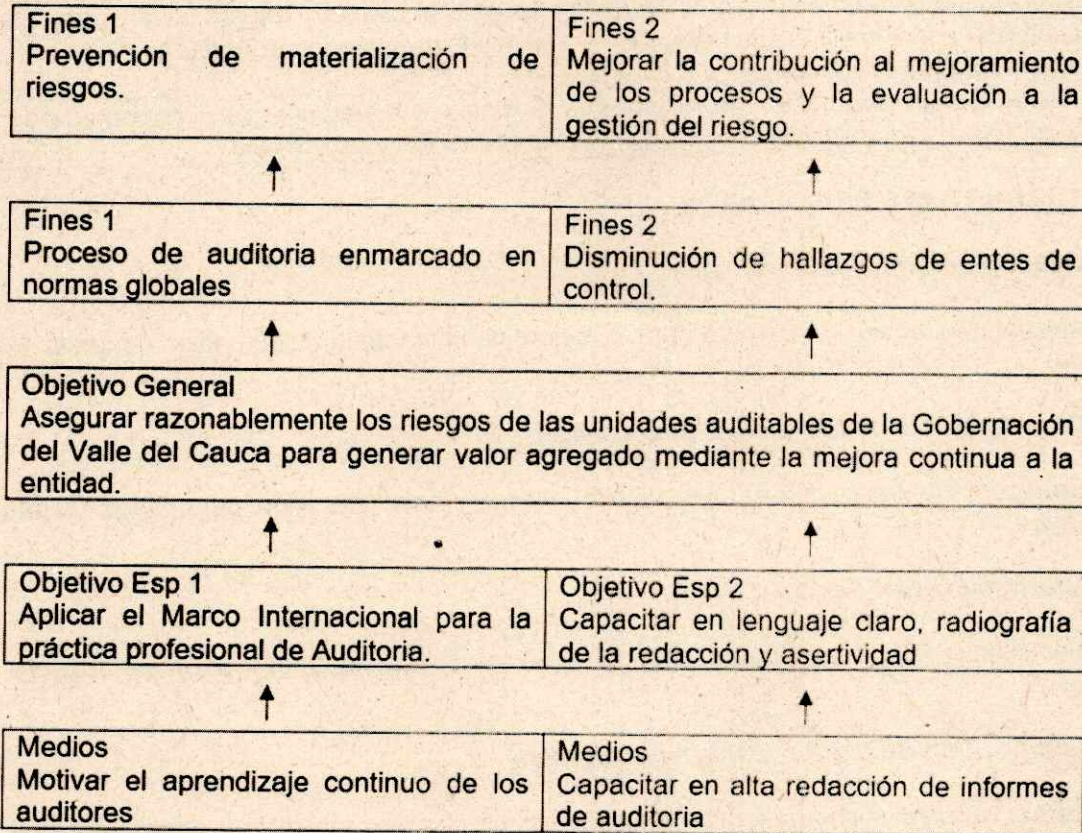 Fines 1
Prevención de materialización de
riesgos.
Fines 2
Mejorar la contribución al mejoramiento
de los procesos y la evaluación a la
gestión del riesgo.
Fines 1
Proceso de auditoria enmarcado en
normas globales
Fines 2
Disminución de hallazgos de entes de
control.
Objetivo General
Asegurar razonablemente los riesgos de las unidades auditables de la Gobernación
del Valle del Cauca para generar valor agregado mediante la mejora continua a la
entidad.
Objetivo Esp 1
Aplicar el Marco Internacional para la
práctica profesional de Auditoria.
Objetivo Esp 2
Capacitar en lenguaje claro, radiografía
de la redacción y asertividad
Medios
Motivar el aprendizaje continuo de los
auditores
Medios
Capacitar en alta redacción de informes
de auditoria